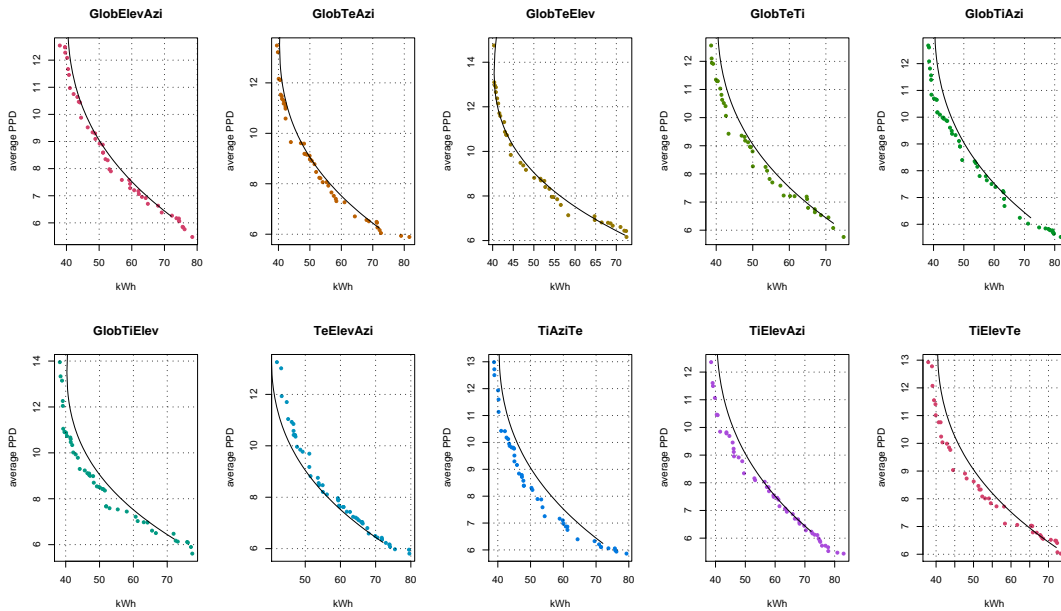 GlobElevAzi
GlobTeAzi
GlobTeElev
GlobTeTi
GlobTiAzi
average PPD
6 7 8 9 10 11 12
40 50 60 70 80
kWh
average PPD
6 8 10 12
40 50 60 70 80
kWh
average PPD
6 8 10 12 14
40 45 50 55 60 65 70
kWh
average PPD
6 7 8 9 10 11 12
40 50 60 70
kWh
average PPD
6 8 10 12
40 50 60 70 80
kWh
GlobTiElev
TeElevAzi
TiAziTe
TiElevAzi
TiElevTe
average PPD
6 8 10 12 14
40 50 60 70
kWh
average PPD
6 8 10 12
50 60 70 80
kWh
average PPD
6 7 8 9 10 11 12 13
40 50 60 70 80
kWh
average PPD
6 8 10 12
40 50 60 70 80
kWh
average PPD
6 7 8 9 10 11 12 13
40 50 60 70
kWh